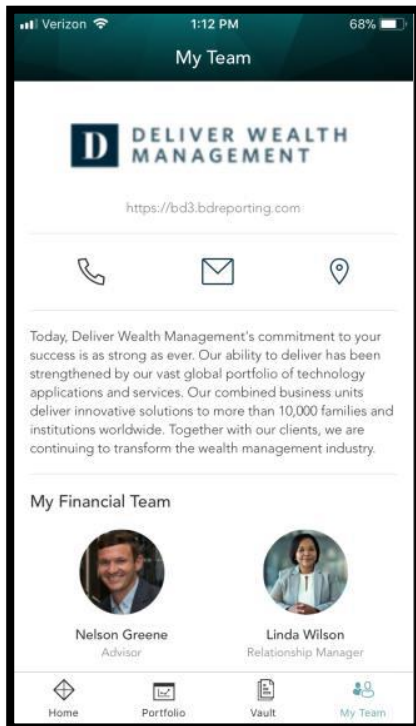 Verizon 1:12 PM 68%
My Team
D DELIVER WEALTH
MANAGEMENT
https://bd3.bdreporting.com
Today, Deliver Wealth Management's commitment to your
success is as strong as ever. Our ability to deliver has been
strengthened by our vast global portfolio of technology
applications and services. Our combined business units
deliver innovative solutions to more than 10,000 families and
institutions worldwide. Together with our clients, we are
continuing to transform the wealth management industry.
My Financial Team
Nelson Greene Linda Wilson
Advisor Relationship Manager
Home Portfolio Vault My Team